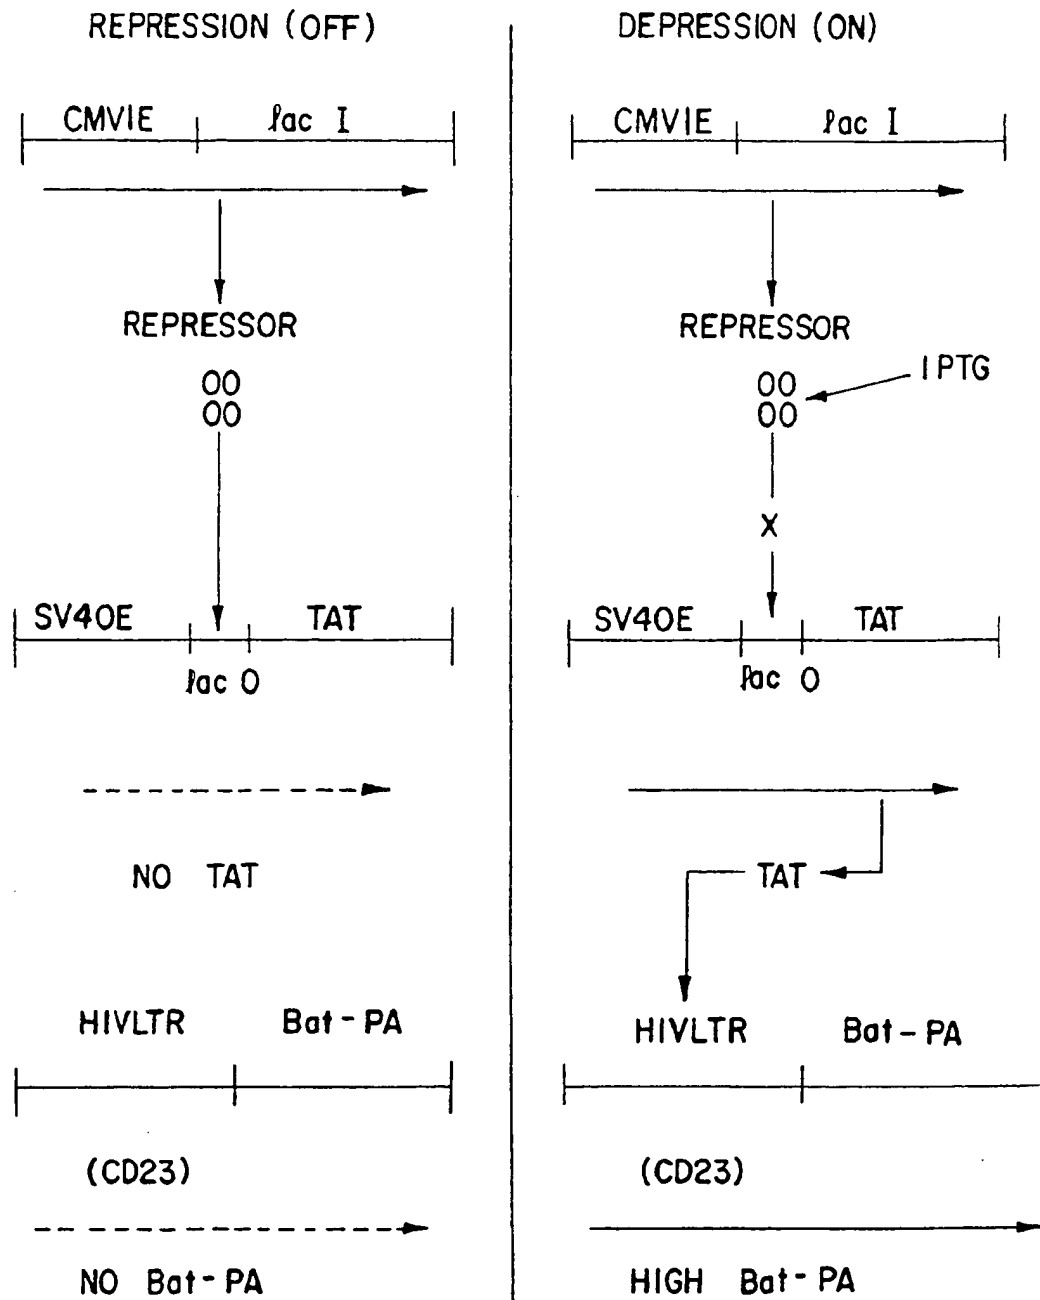 REPRESSION (OFF)
CMVIE lac I
REPRESSOR
OO
OO
SV40E TAT
lac O
NO TAT
HIVLTR Bat-PA
(CD23)
NO Bat-PA
DEPRESSION (ON)
CMVIE lac I
REPRESSOR
OO
OO
IPTG
X
SV40E TAT
lac O
TAT
HIVLTR Bat-PA
(CD23)
HIGH Bat-PA